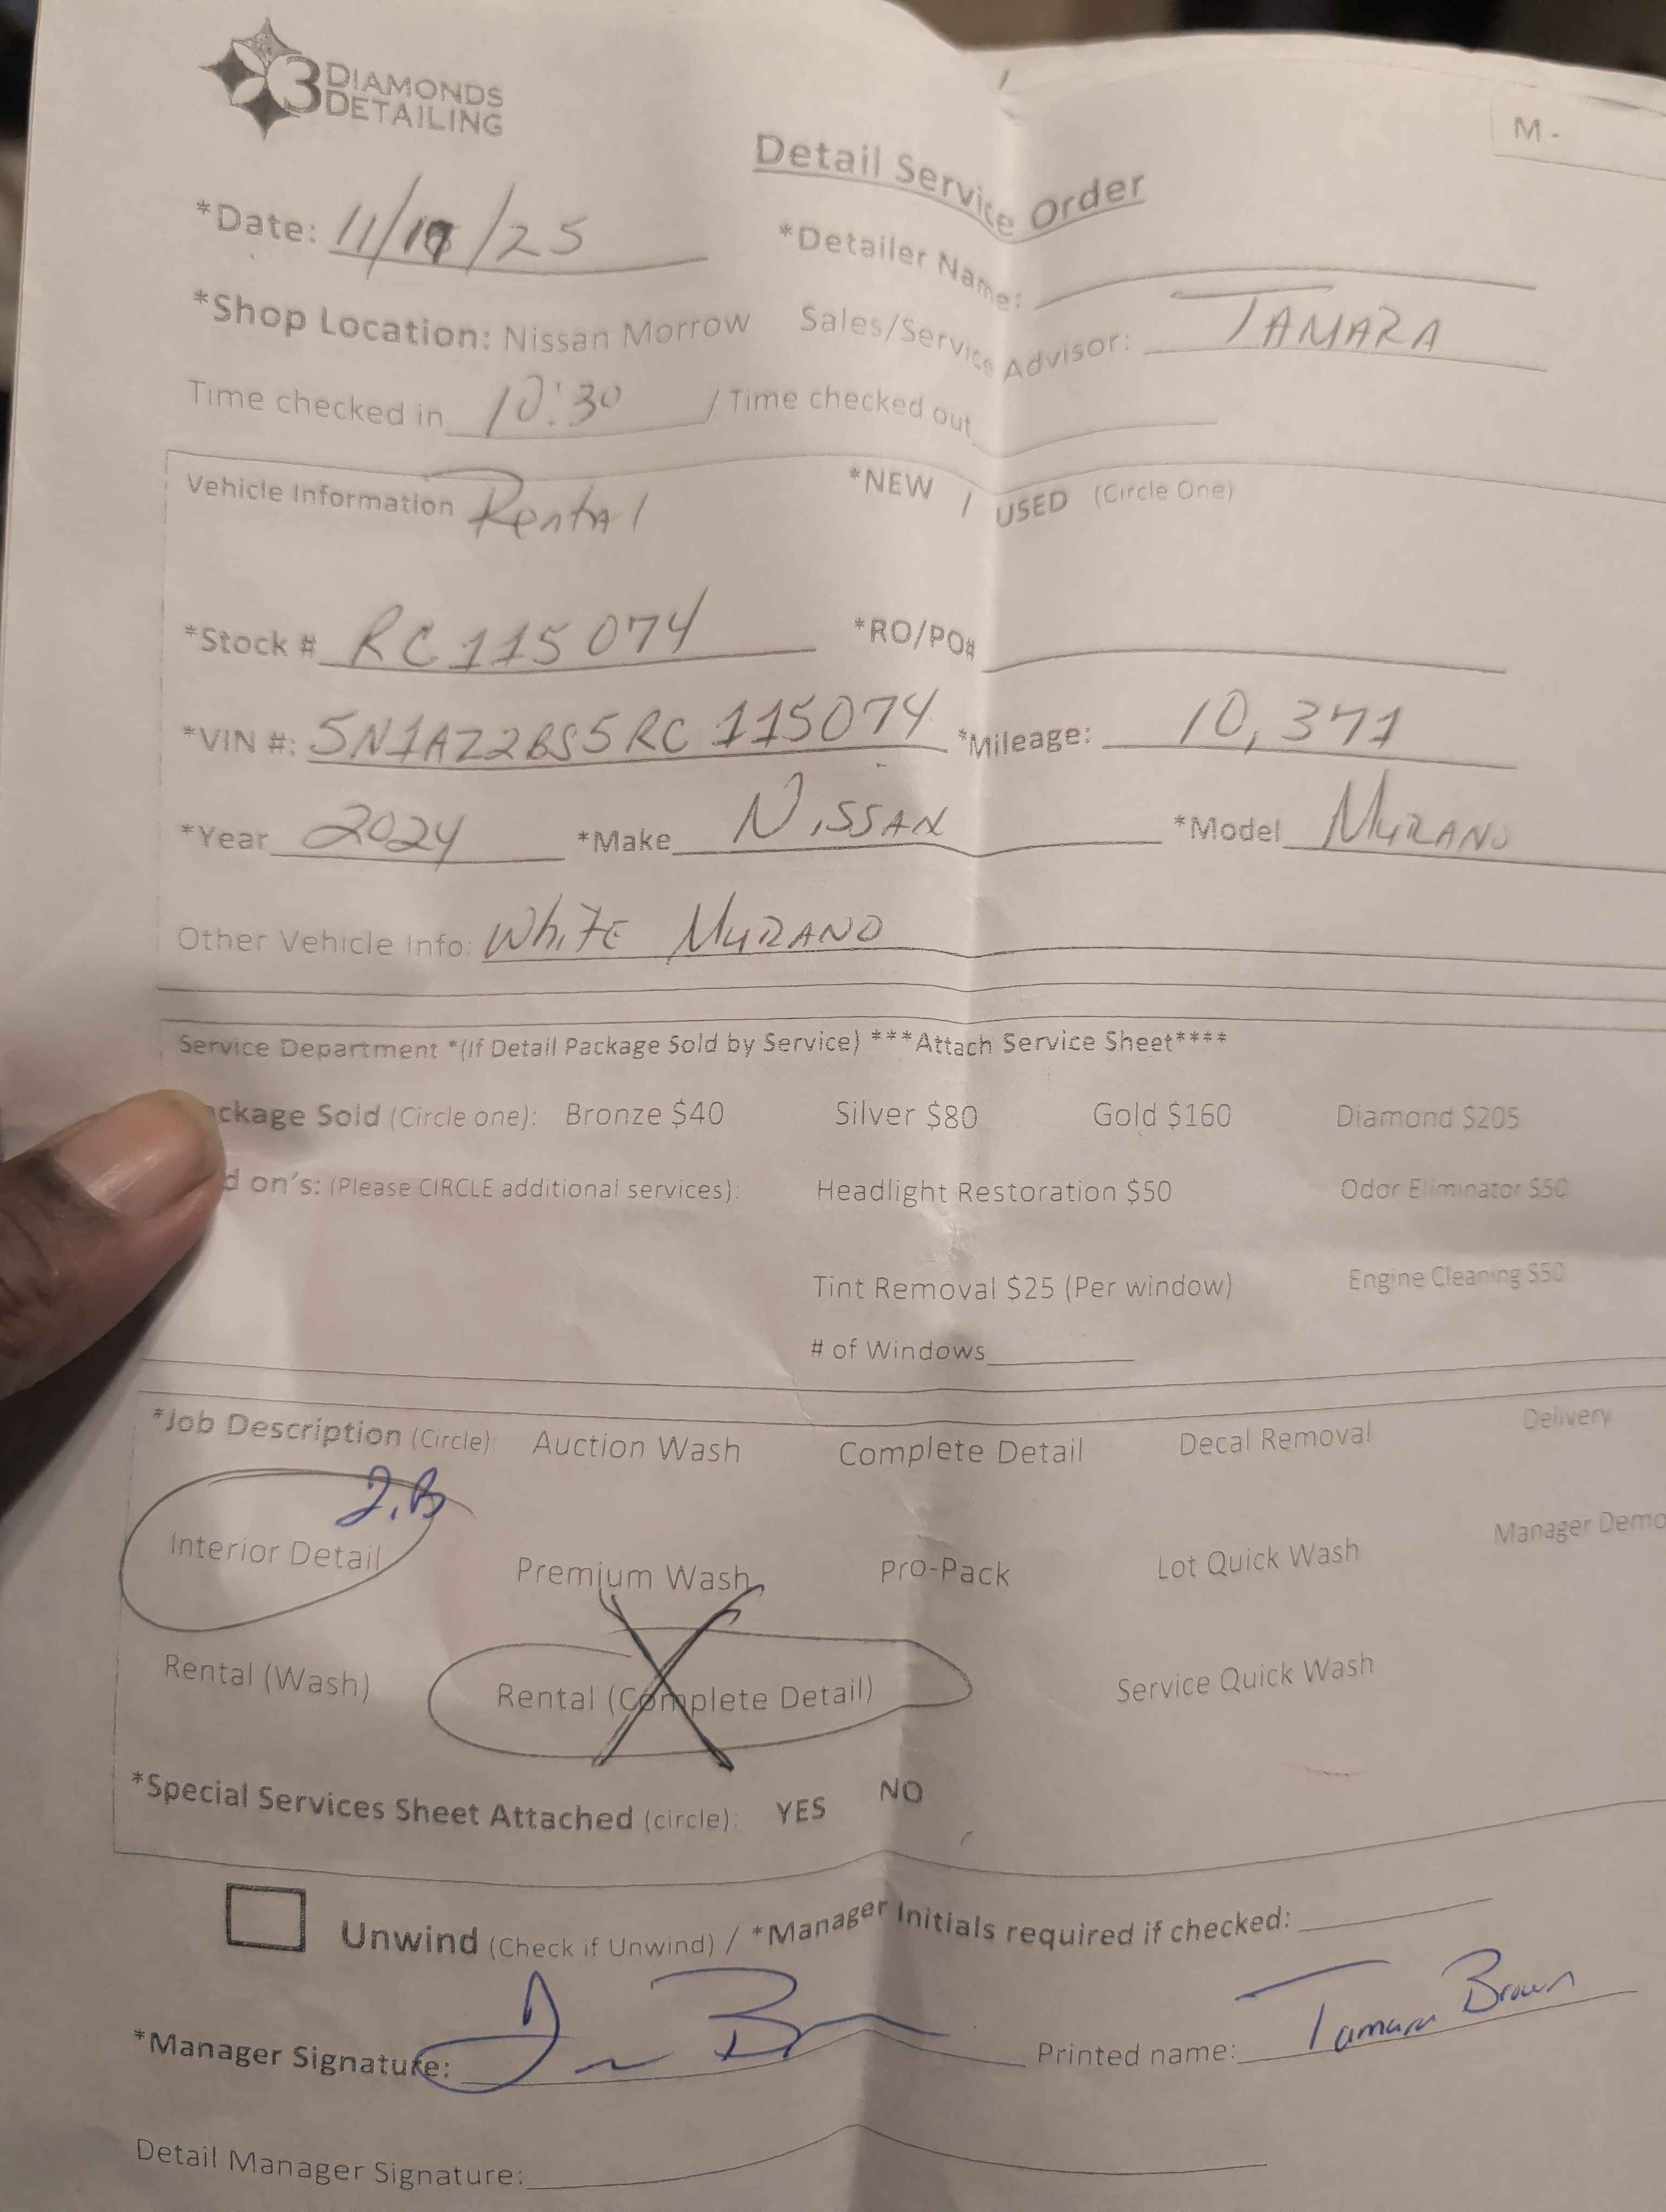 3 DIAMONDS
DETAILING
M -
Detail Service Order
*Date: 11/19/25 *Detailer Name:
*Shop Location: Nissan Morrow Sales/Service Advisor: TAMARA
Time checked in 10:30 / Time checked out
Vehicle Information Rental *NEW / USED (Circle One)
*Stock # RC115074 *RO/PO#
*VIN #: 5N1AZ2BS5RC115074 *Mileage: 10,371
*Year 2024 *Make NISSAN *Model MURANO
Other Vehicle Info: WhiTE MURANO
Service Department *(If Detail Package Sold by Service) ***Attach Service Sheet****
ckage Sold (Circle one): Bronze $40 Silver $80 Gold $160 Diamond $205
d on's: (Please CIRCLE additional services): Headlight Restoration $50 Odor Eliminator $50
Tint Removal $25 (Per window) Engine Cleaning $50
# of Windows
*Job Description (Circle): Auction Wash Complete Detail Decal Removal Delivery
J.B
Interior Detail Premium Wash Pro-Pack Lot Quick Wash Manager Demo
Rental (Wash) Rental (Complete Detail) Service Quick Wash
*Special Services Sheet Attached (circle): YES NO
Unwind (Check if Unwind) / *Manager Initials required if checked:
*Manager Signature: Printed name: Tamara Brown
Detail Manager Signature: